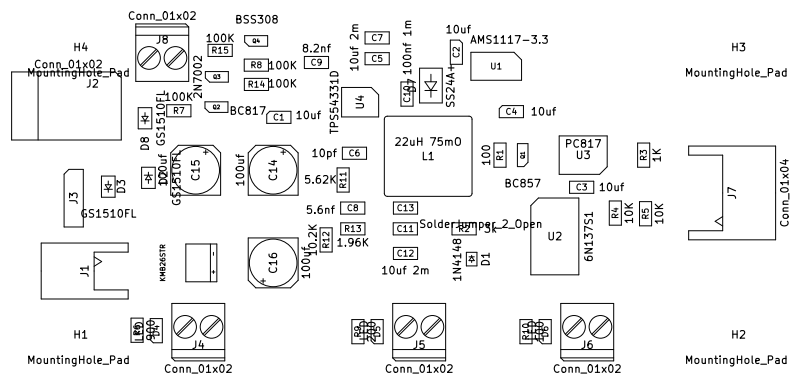 BSS308
Conn_01x02
H4
J8
100K
Q4
R15
8.2nf
C9
10uf 2m
C7
C5
100nf 1m
C10
10uf
C2
AMS1117-3.3
U1
H3
Conn_01x02
MountingHole_Pad
J2
2N7002
Q3
R8
100K
R14
100K
D7
SS24A+
MountingHole_Pad
100K
R7
GS1510FL
D8
Q2
BC817
C1
10uf
TPS54331D
U4
C4
10uf
22uH 75mO
L1
10pf
C6
100
R1
Q1
BC857
PC817
U3
R3
1K
100uf
C15
GS1510FL
100uf
C14
5.62K
R11
C3
10uf
J3
D3
GS1510FL
J7
Conn_01x04
5.6nf
C8
C13
R4
10K
R5
10K
SolderJumper_2_Open
R13
1.96K
C11
R2
3k
U2
6N137S1
10.2K
R12
C12
10uf 2m
1N4148
D1
J1
KMB26STR
-
+
C16
100uf
+
H1
R6
900
D4
J4
R9
D5
J5
R10
D6
J6
H2
MountingHole_Pad
Conn_01x02
Conn_01x02
Conn_01x02
MountingHole_Pad